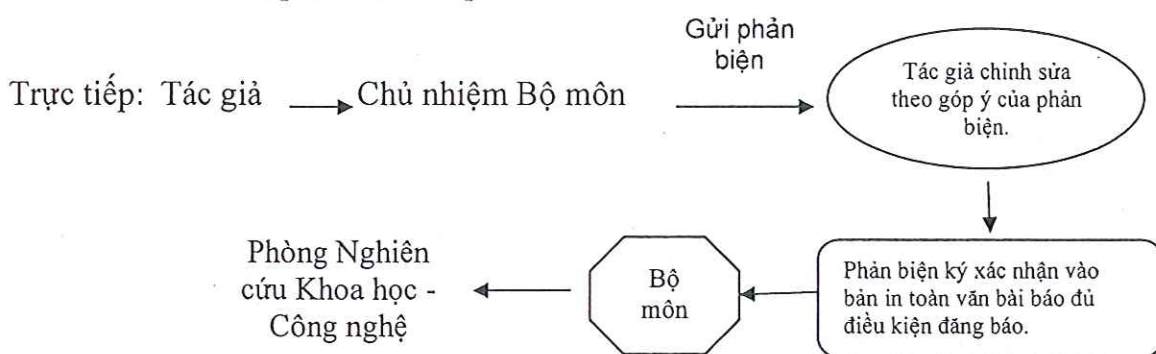 Gửi phản
biện
Trực tiếp: Tác giả
Chủ nhiệm Bộ môn
Tác giả chỉnh sửa
theo góp ý của phản
biện.
Phản biện ký xác nhận vào
bản in toàn văn bài báo đủ
điều kiện đăng báo.
Bộ
môn
Phòng Nghiên
cứu Khoa học -
Công nghệ